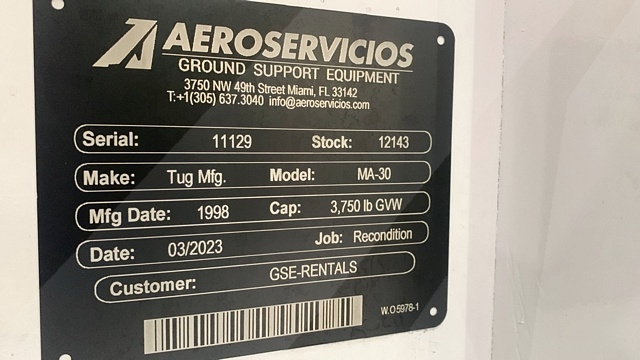 AEROSERVICIOS
GROUND SUPPORT EQUIPMENT
3750 NW 49th Street Miami, FL 33142
T:+1(305) 637.3040 info@aeroservicios.com
Serial: 11129 Stock: 12143
Make: Tug Mfg. Model: MA-30
Mfg Date: 1998 Cap: 3,750 lb GVW
Date: 03/2023 Job: Recondition
Customer: GSE-RENTALS
W.O 5978-1